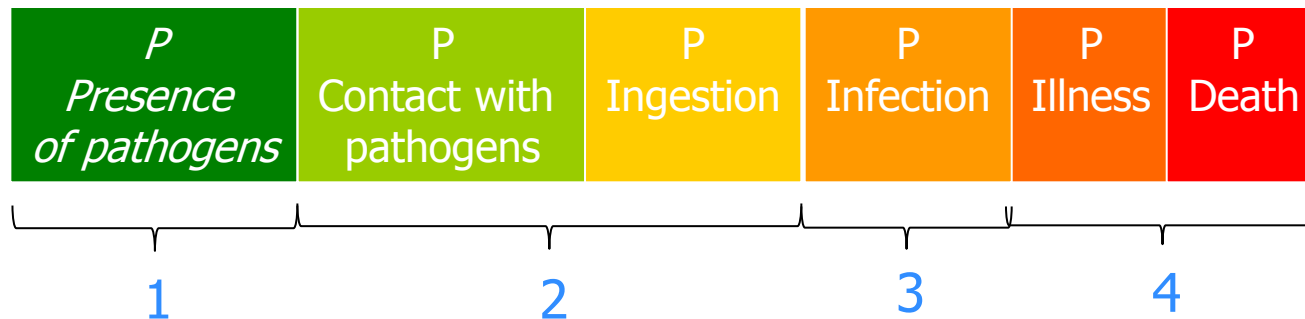 P
Presence
of pathogens
P
Contact with
pathogens
P
Ingestion
P
Infection
P
Illness
P
Death
1
2
3
4